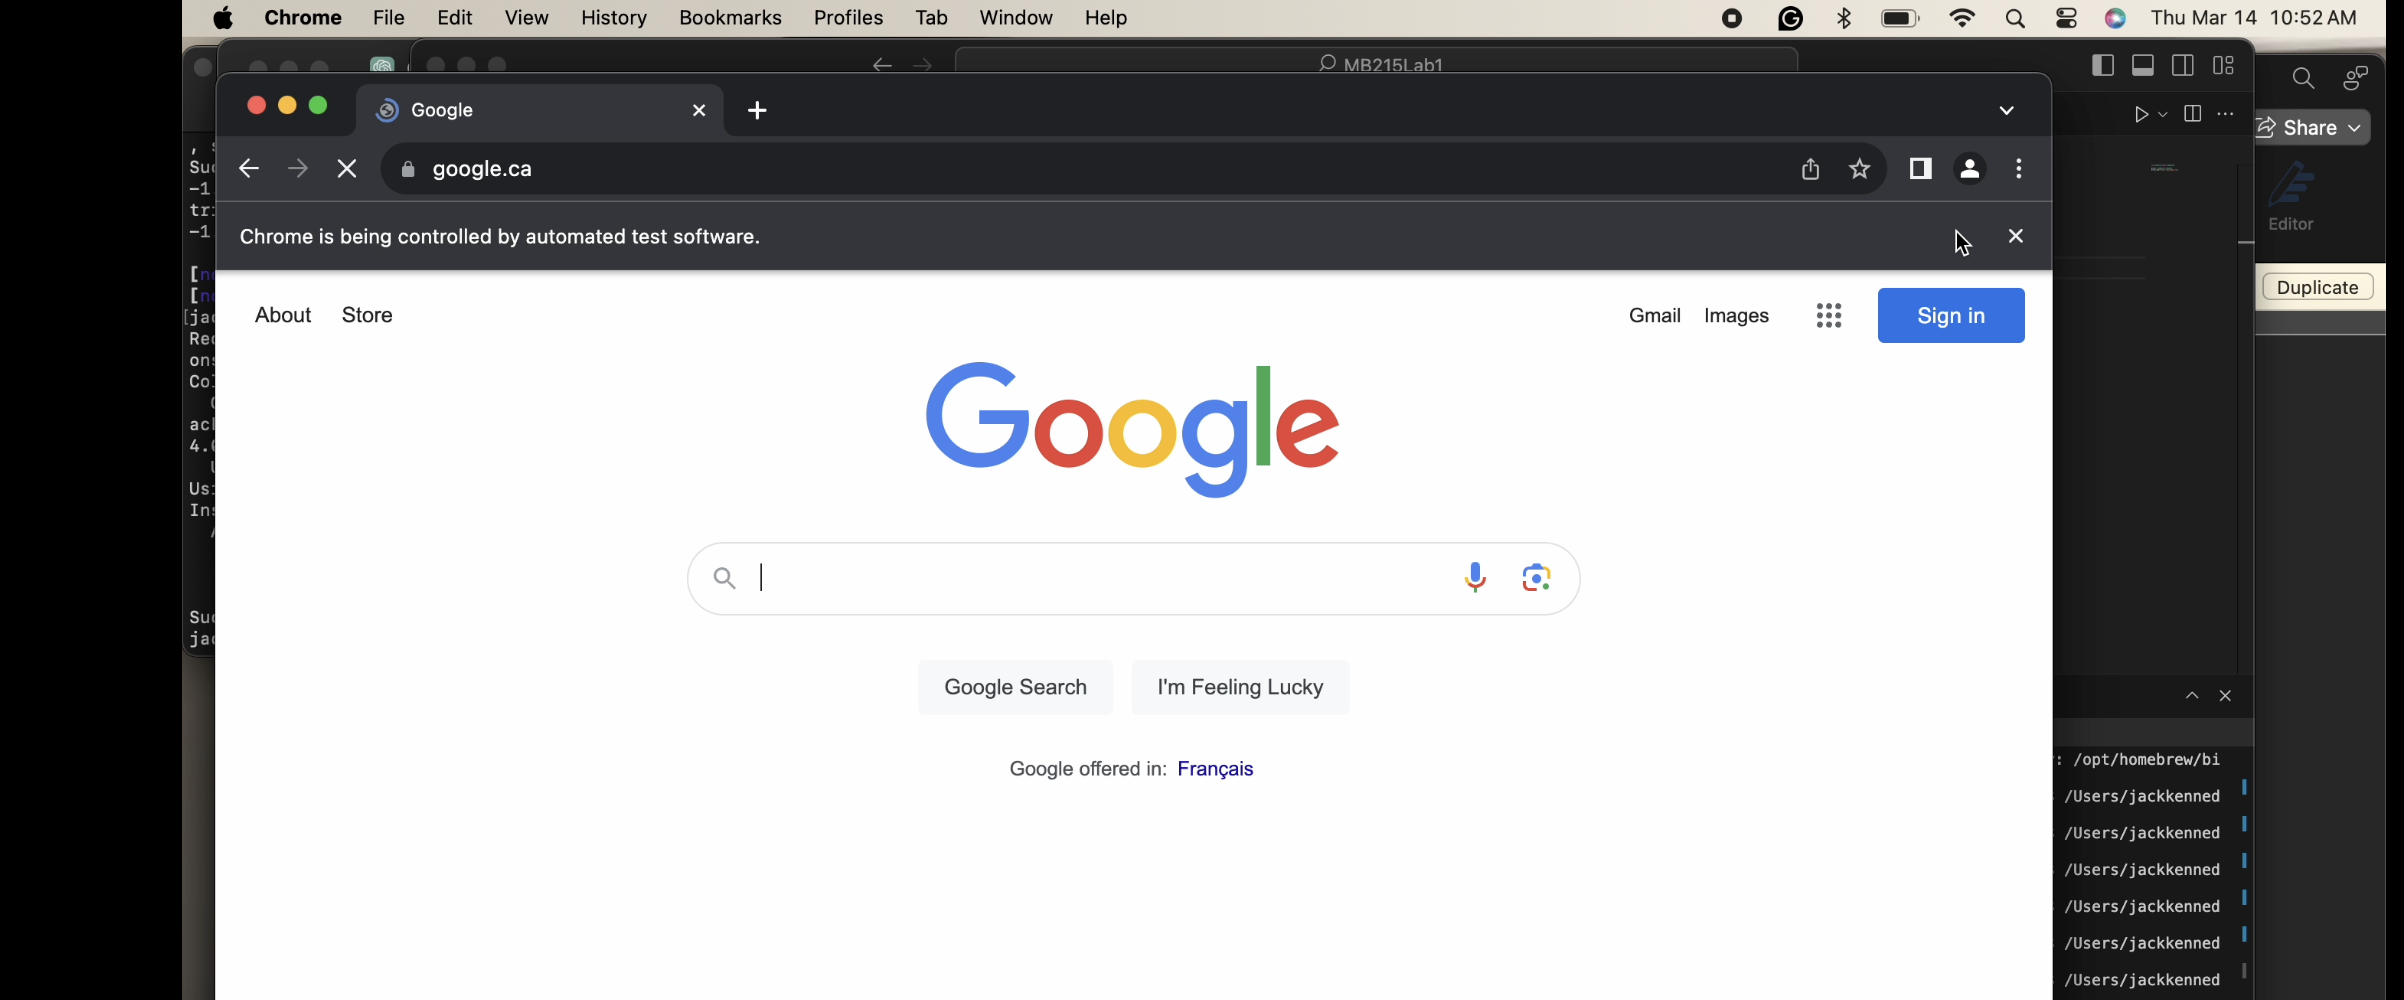 Chrome File Edit View History Bookmarks Profiles Tab Window Help Thu Mar 14 10:52 AM
MB215Lab1
Google
google.ca
Share
Chrome is being controlled by automated test software.
Editor
Duplicate
About Store Gmail Images Sign in
Google
Google Search I'm Feeling Lucky
Google offered in: Français
: /opt/homebrew/bi
/Users/jackkenned
/Users/jackkenned
/Users/jackkenned
/Users/jackkenned
/Users/jackkenned
/Users/jackkenned